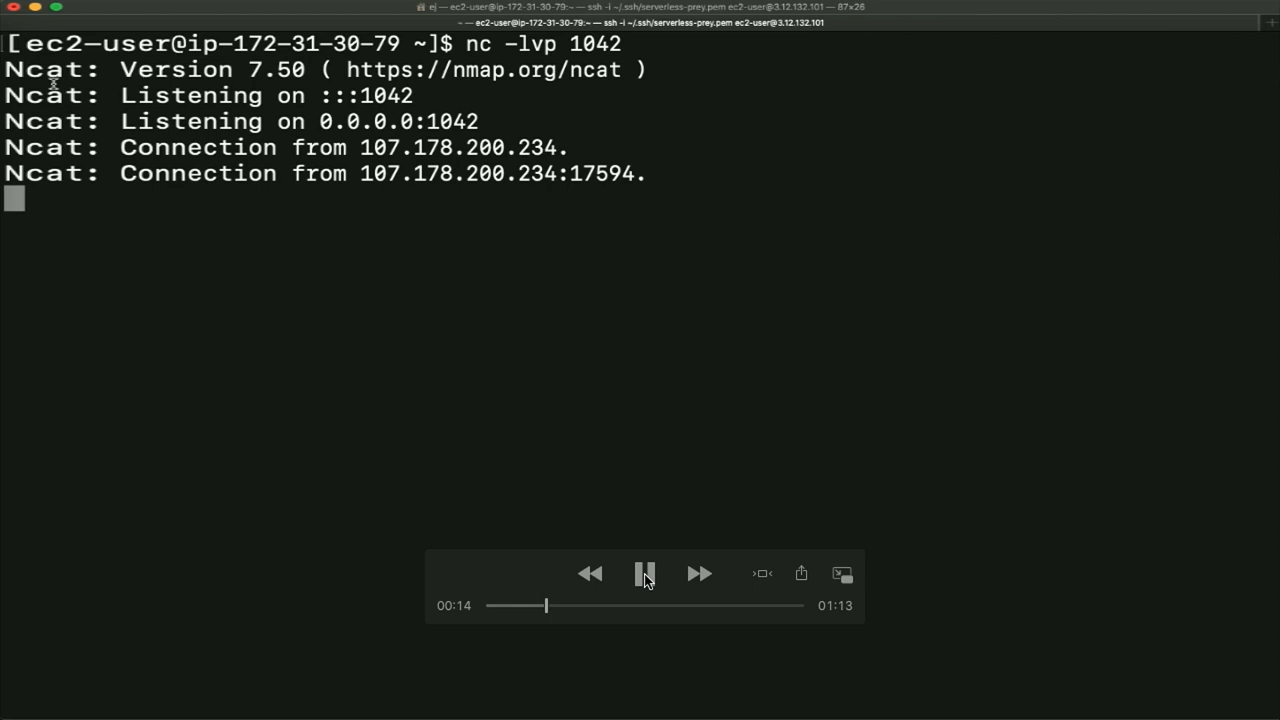 ej — ec2-user@ip-172-31-30-79:~ — ssh -i ~/.ssh/serverless-prey.pem ec2-user@3.12.132.101 — 87×26
~ — ec2-user@ip-172-31-30-79:~ — ssh -i ~/.ssh/serverless-prey.pem ec2-user@3.12.132.101
[ec2-user@ip-172-31-30-79 ~]$ nc -lvp 1042
Ncat: Version 7.50 ( https://nmap.org/ncat )
Ncat: Listening on :::1042
Ncat: Listening on 0.0.0.0:1042
Ncat: Connection from 107.178.200.234.
Ncat: Connection from 107.178.200.234:17594.
00:14
01:13